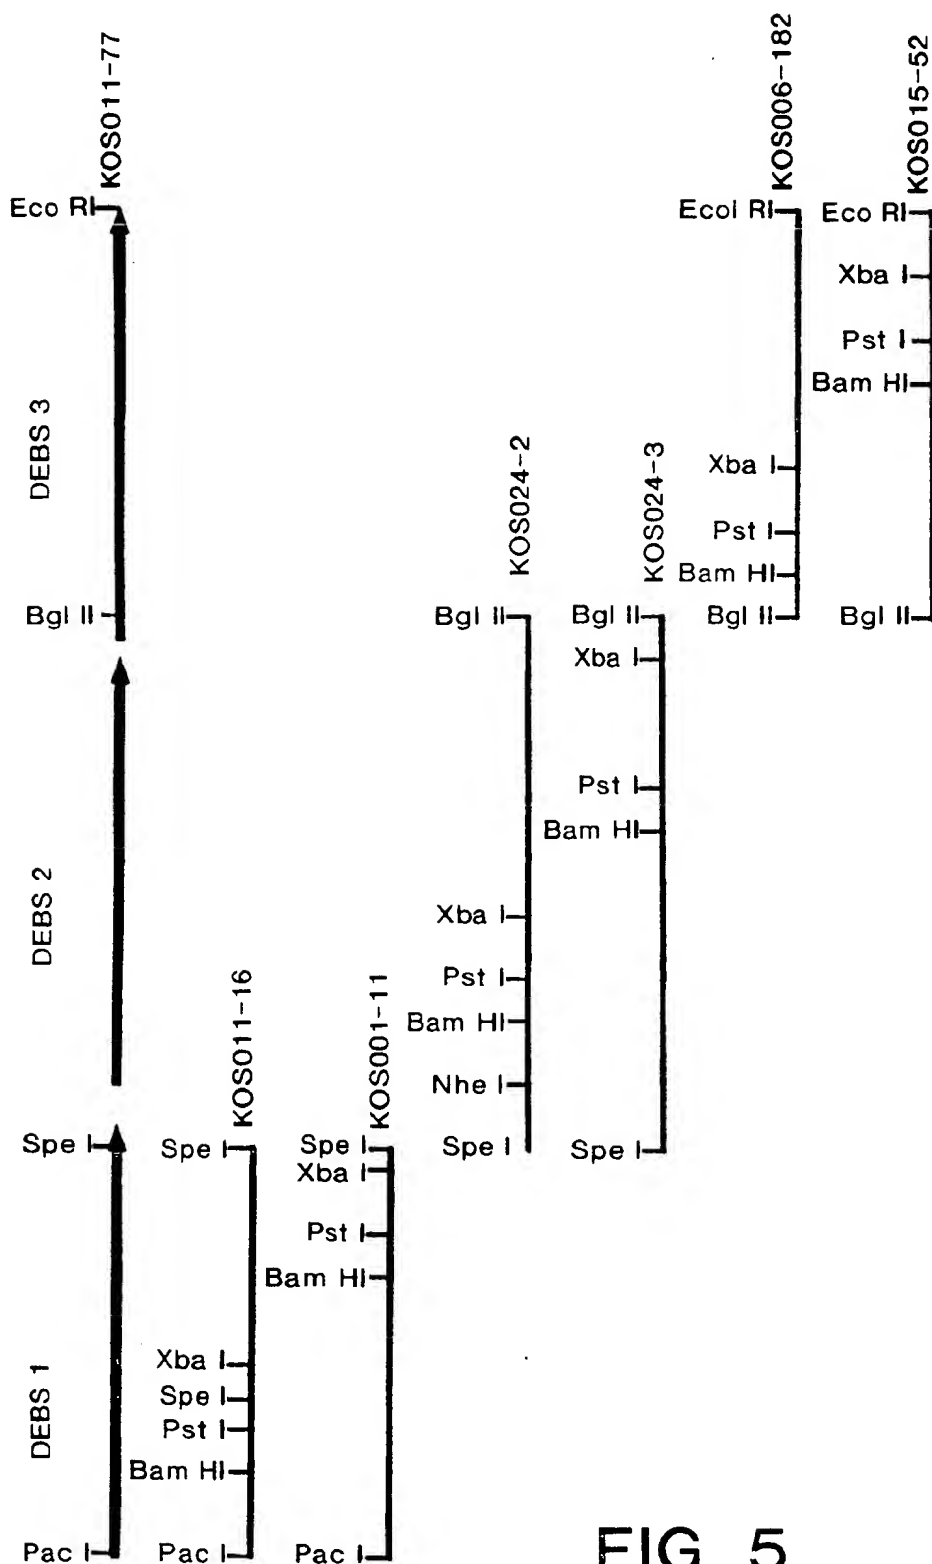 KOS011-77
Eco RI
DEBS 3
Bgl II
DEBS 2
Spe I
DEBS 1
Pac I
KOS011-16
Spe I
Xba I
Spe I
Pst I
Bam HI
Pac I
KOS001-11
Spe I
Xba I
Pst I
Bam HI
Pac I
KOS024-2
Bgl II
Xba I
Pst I
Bam HI
Nhe I
Spe I
KOS024-3
Bgl II
Xba I
Pst I
Bam HI
Spe I
KOS006-182
Ecol RI
Xba I
Pst I
Bam HI
Bgl II
KOS015-52
Eco RI
Xba I
Pst I
Bam HI
Bgl II
FIG. 5